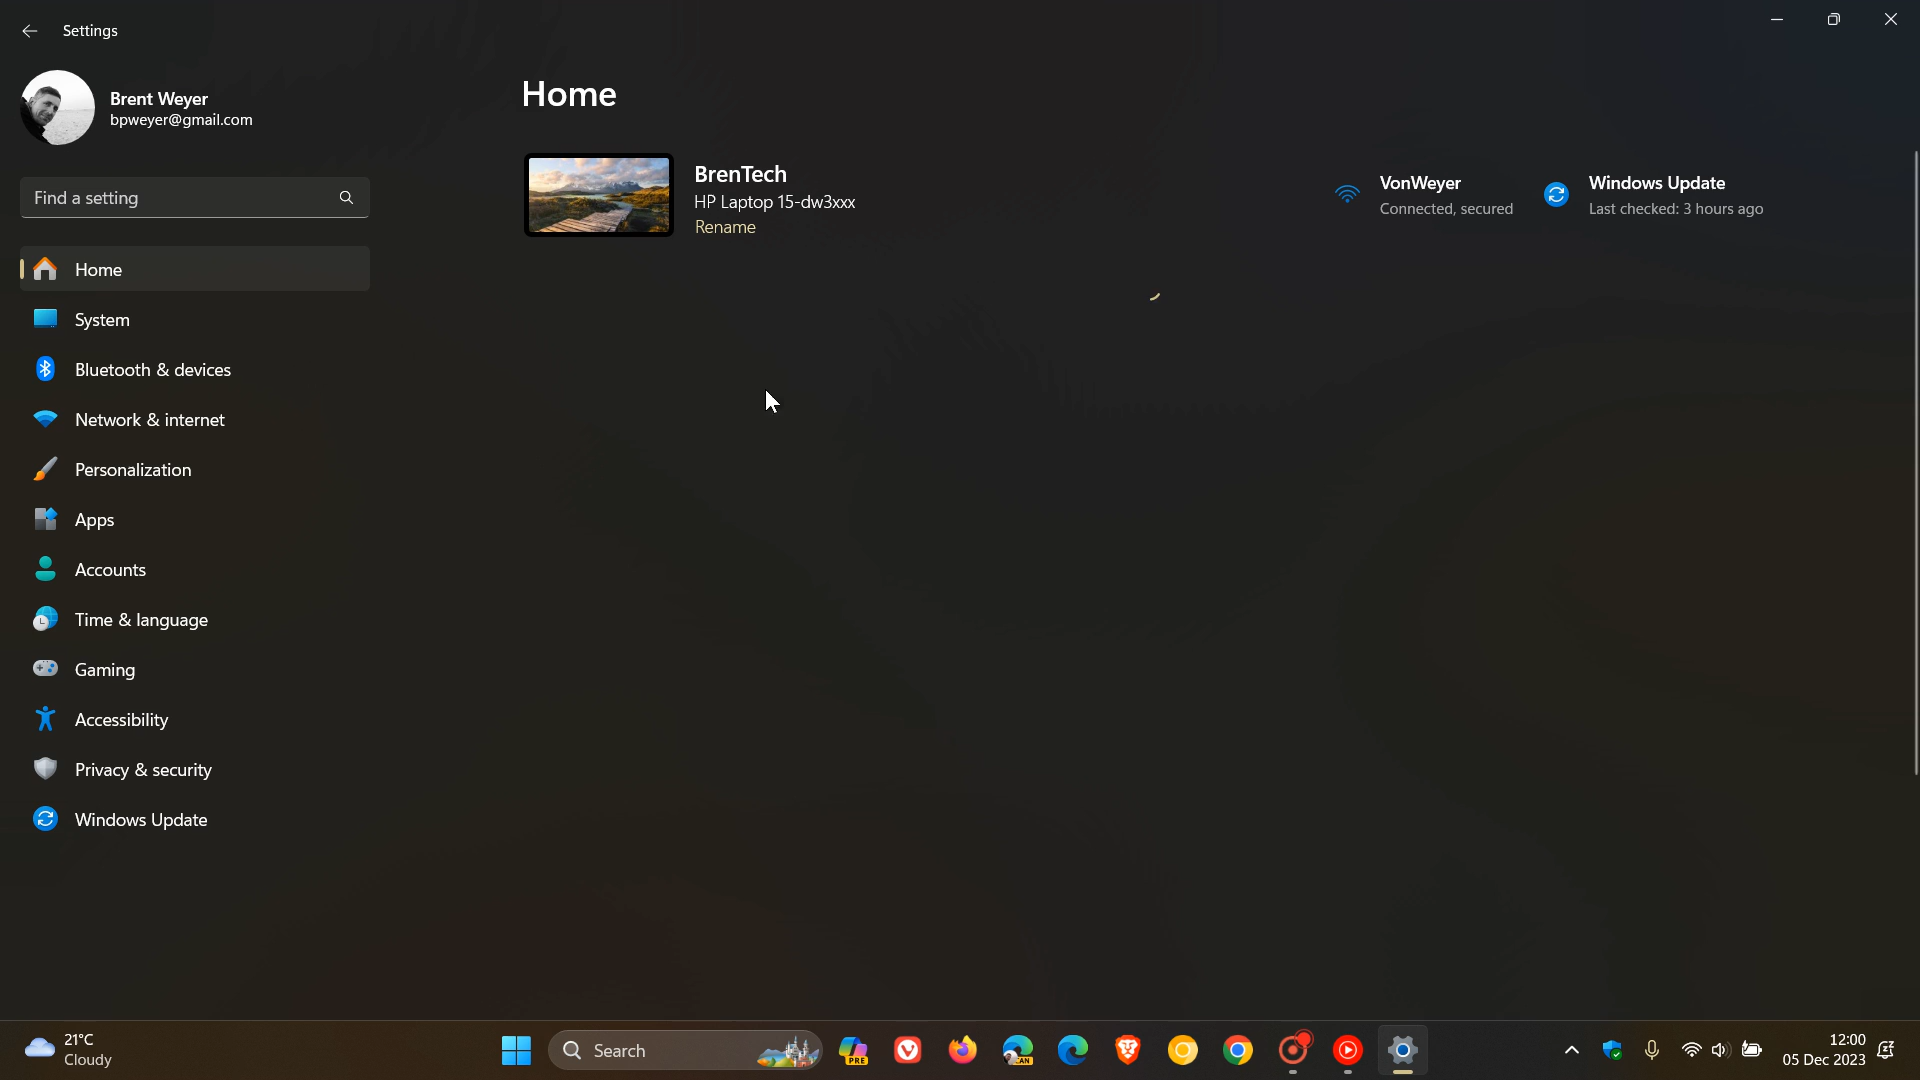 Settings
Brent Weyer
bpweyer@gmail.com
Find a setting
Home
System
Bluetooth & devices
Network & internet
Personalization
Apps
Accounts
Time & language
Gaming
Accessibility
Privacy & security
Windows Update
Home
BrenTech
HP Laptop 15-dw3xxx
Rename
VonWeyer
Connected, secured
Windows Update
Last checked: 3 hours ago
21°C
Cloudy
Search
PRE
CAN
12:00
05 Dec 2023